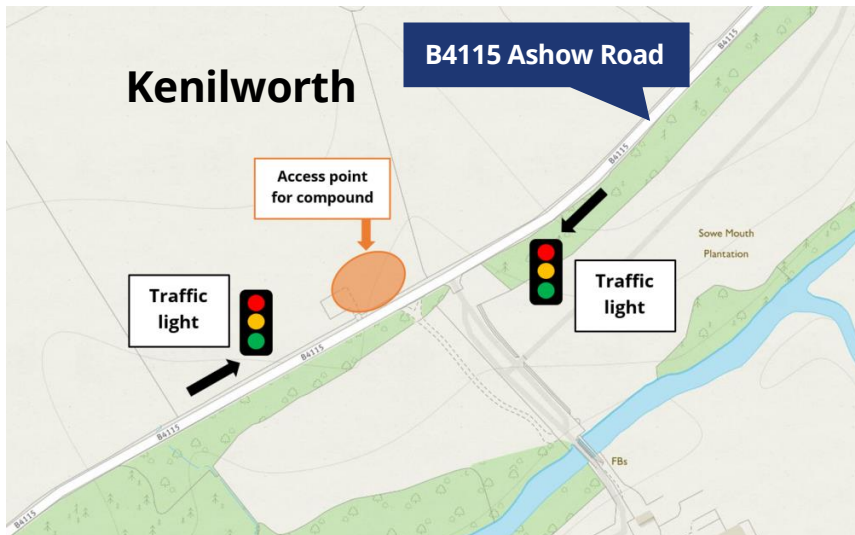 B4115
B4115 Ashow Road
Kenilworth
B4115
Access point
for compound
Sowe Mouth
Plantation
Traffic
light
Traffic
light
B4115
B4115
FBs
B4115